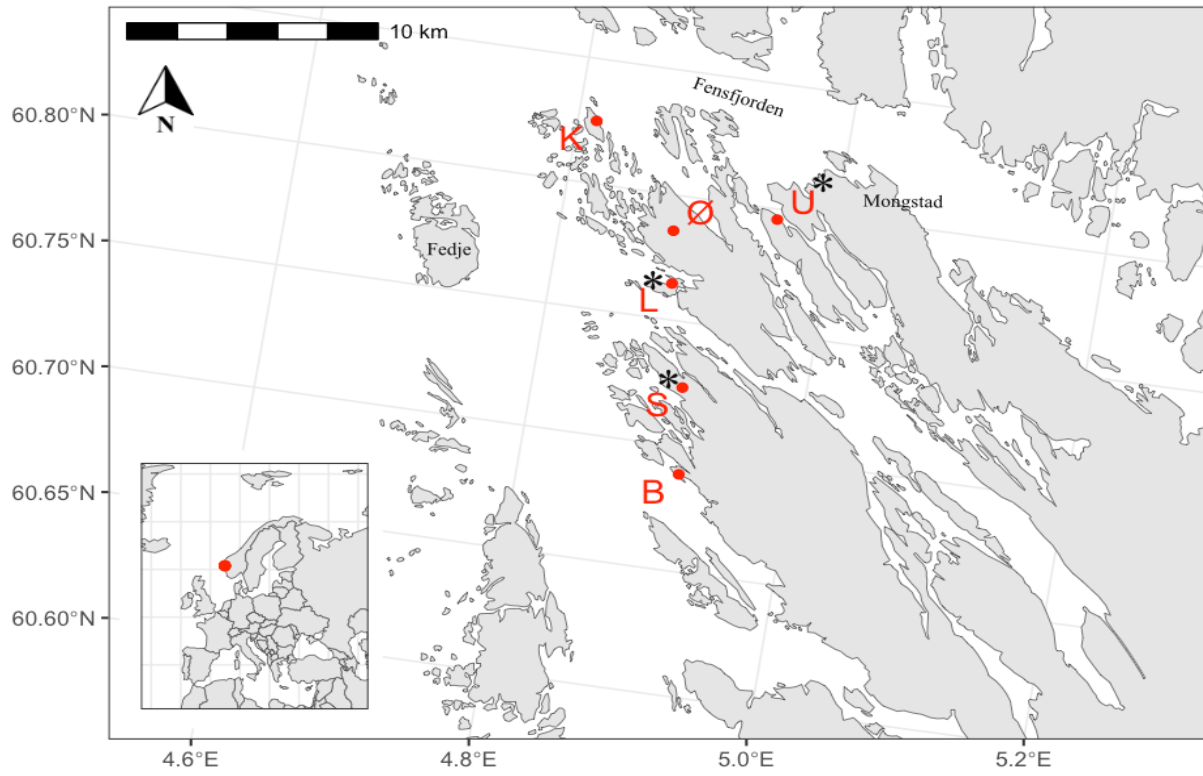 10 km
N
Fensfjorden
60.80°N
K
*
U
Mongstad
Ø
60.75°N
Fedje
*
L
60.70°N
*
S
B
60.65°N
60.60°N
4.6°E
4.8°E
5.0°E
5.2°E